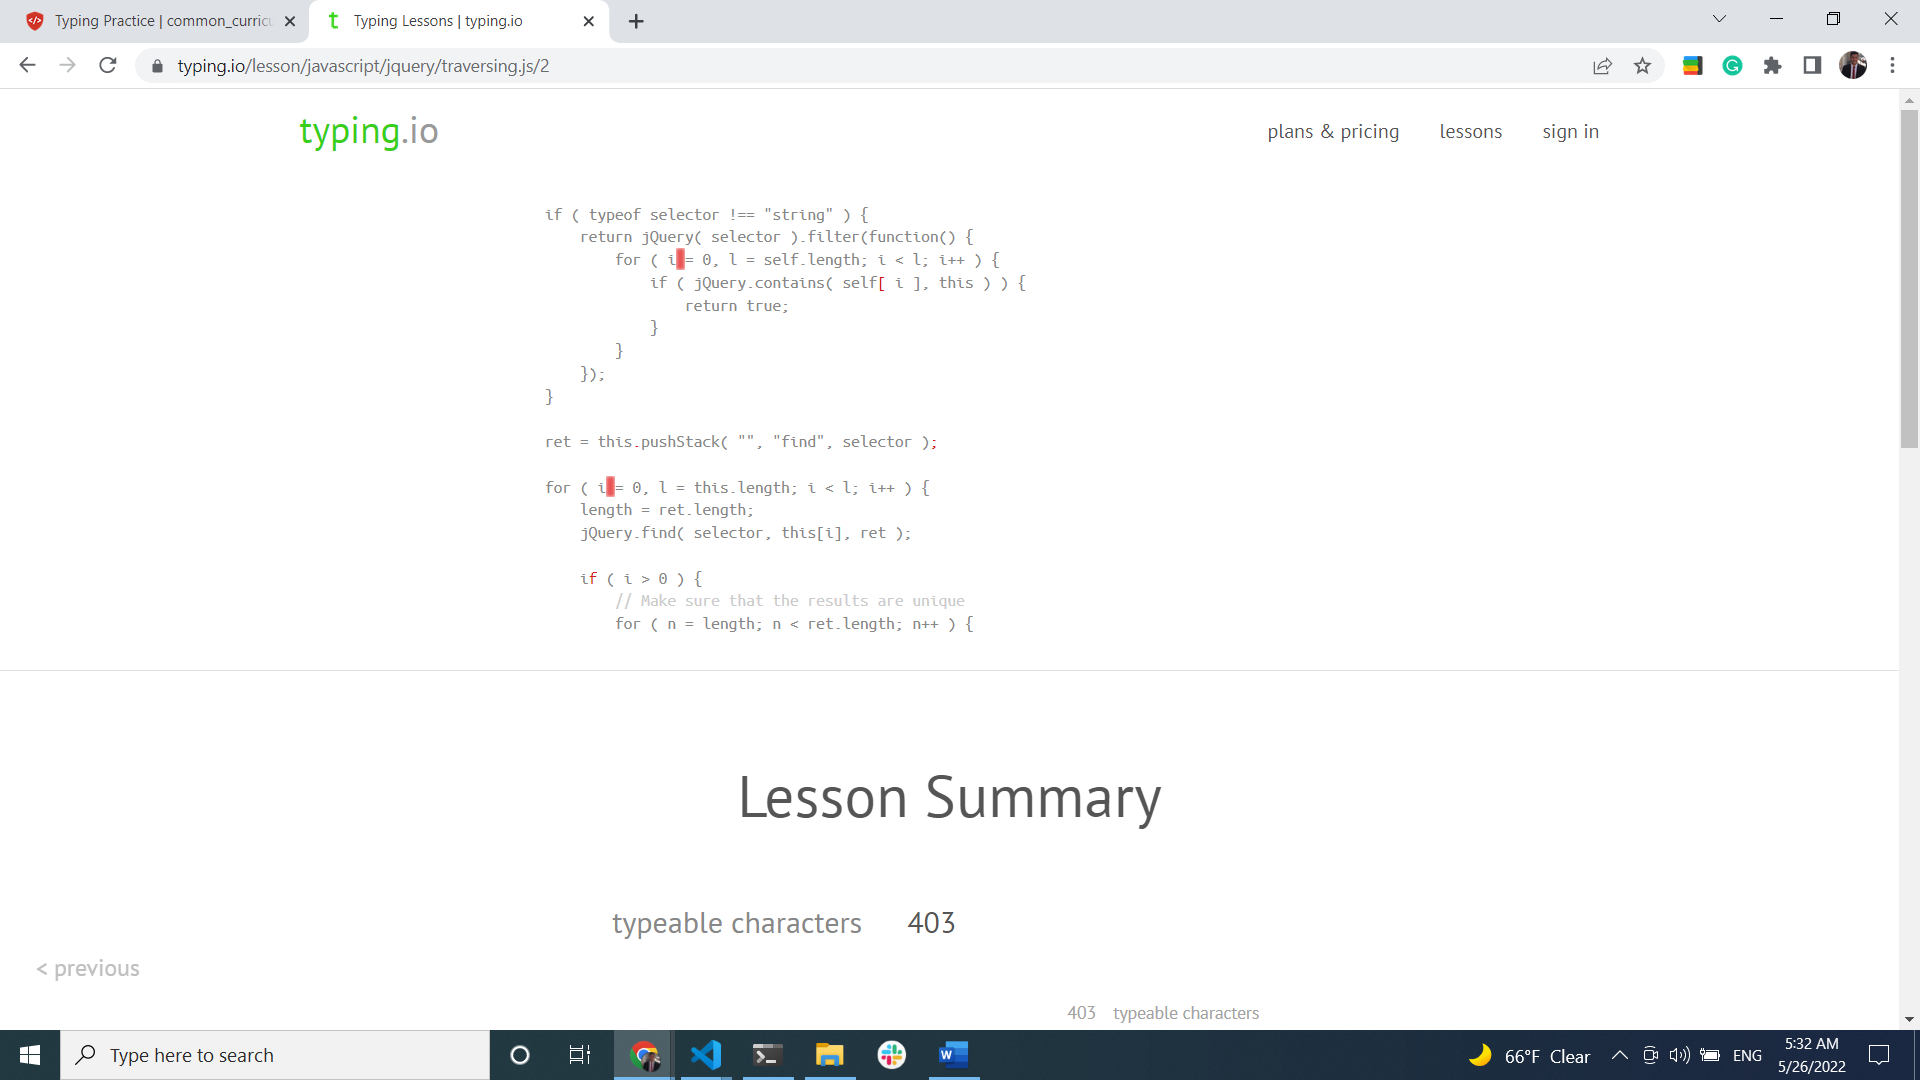 Typing Practice | common_curricu
Typing Lessons | typing.io
typing.io/lesson/javascript/jquery/traversing.js/2
typing.io
plans & pricing
lessons
sign in
if ( typeof selector !== "string" ) {
return jQuery( selector ).filter(function() {
for ( i = 0, l = self.length; i < l; i++ ) {
if ( jQuery.contains( self[ i ], this ) ) {
return true;
}
}
});
}
ret = this.pushStack( "", "find", selector );
for ( i = 0, l = this.length; i < l; i++ ) {
length = ret.length;
jQuery.find( selector, this[i], ret );
if ( i > 0 ) {
// Make sure that the results are unique
for ( n = length; n < ret.length; n++ ) {
Lesson Summary
typeable characters 403
< previous
403 typeable characters
Type here to search
66°F Clear
ENG
5:32 AM
5/26/2022